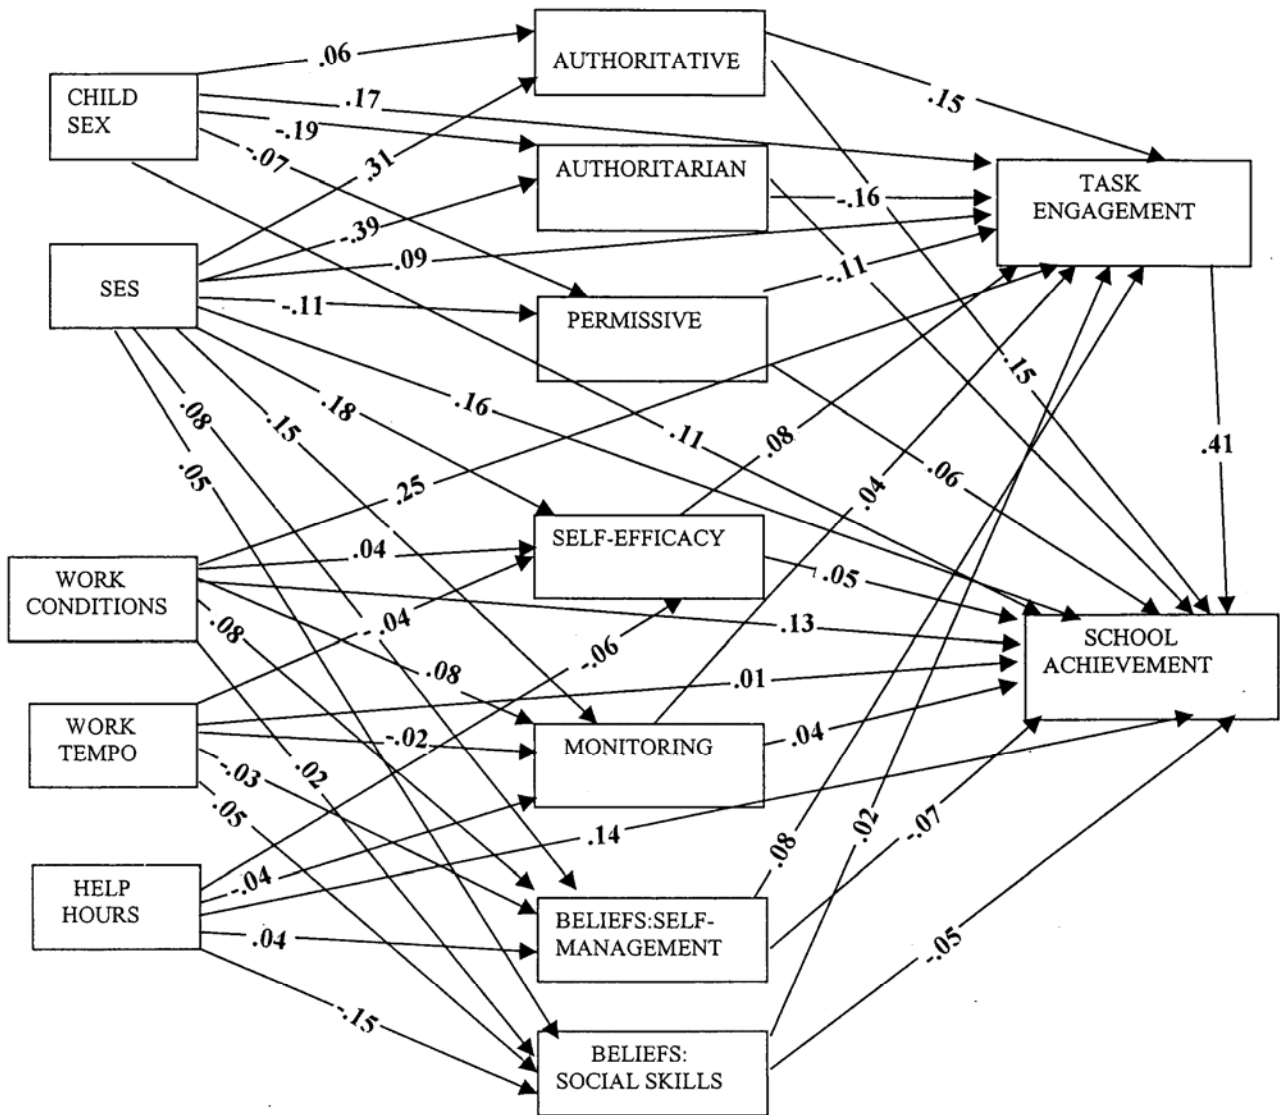 .06
AUTHORITATIVE
CHILD
SEX
.17
-.19
-.07
.15
.31
AUTHORITARIAN
-.16
TASK
ENGAGEMENT
-.39
.09
SES
-.11
-.11
PERMISSIVE
.08
.15
.18
.16
.11
.08
.15
.06
.41
.05
.25
.04
SELF-EFFICACY
.04
.05
WORK
CONDITIONS
.08
-.04
-.06
.13
SCHOOL
ACHIEVEMENT
.08
.01
WORK
TEMPO
-.02
MONITORING
.04
-.03
.02
.05
.14
.08
.02
-.07
HELP
HOURS
-.04
.04
BELIEFS:SELF-
MANAGEMENT
-.05
-.15
BELIEFS:
SOCIAL SKILLS